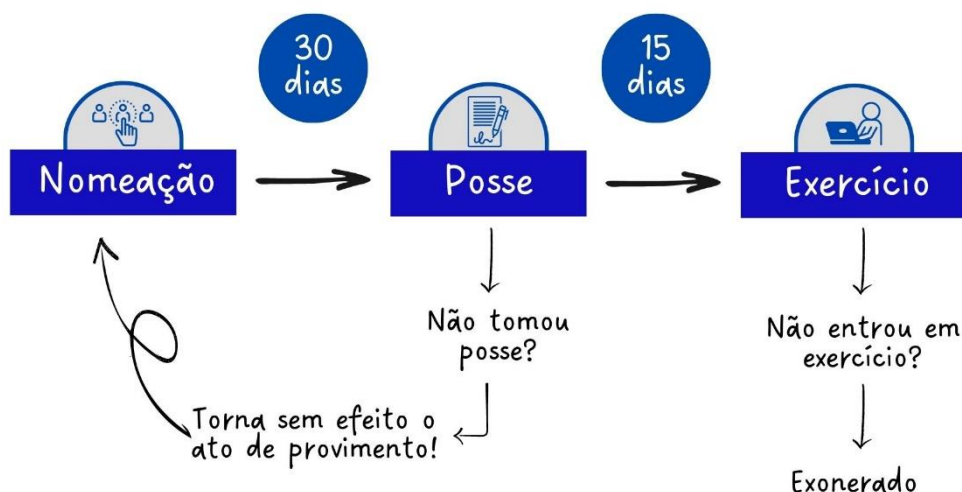 30
dias
15
dias
Nomeação
Posse
Exercício
Não tomou
posse?
Torna sem efeito o
ato de provimento!
Não entrou em
exercício?
Exonerado